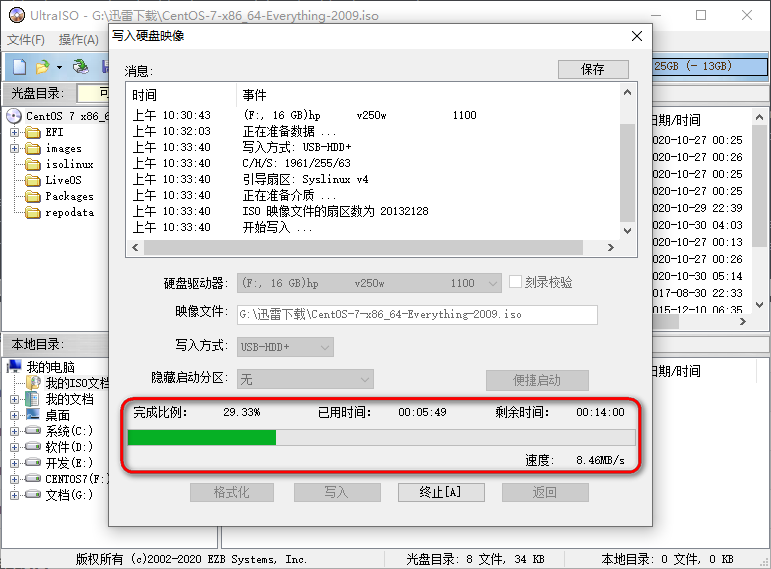 UltraISO - G:\迅雷下载\CentOS-7-x86_64-Everything-2009.iso
文件(F) 操作(A)
写入硬盘映像
25GB (- 13GB)
光盘目录: 可
消息: 保存
时间 事件
上午 10:30:43 (F:, 16 GB)hp v250w 1100
上午 10:32:03 正在准备数据 ...
上午 10:33:40 写入方式: USB-HDD+
上午 10:33:40 C/H/S: 1961/255/63
上午 10:33:40 引导扇区: Syslinux v4
上午 10:33:40 正在准备介质 ...
上午 10:33:40 ISO 映像文件的扇区数为 20132128
上午 10:33:40 开始写入 ...
CentOS 7 x86_6
EFI
images
isolinux
LiveOS
Packages
repodata
日期/时间
2020-10-27 00:25
2020-10-26 00:25
2020-10-27 00:25
2020-10-29 22:39
2020-10-30 04:03
2020-10-27 00:13
2020-10-27 00:26
2020-10-30 05:14
2017-08-30 22:33
2015-12-10 06:35
硬盘驱动器: (F:, 16 GB)hp v250w 1100 刻录校验
映像文件: G:\迅雷下载\CentOS-7-x86_64-Everything-2009.iso
写入方式: USB-HDD+
隐藏启动分区: 无 便捷启动
完成比例: 29.33% 已用时间: 00:05:49 剩余时间: 00:14:00
速度: 8.46MB/s
格式化 写入 终止[A] 返回
本地目录:
我的电脑
我的ISO文档
我的文档
桌面
系统(C:)
软件(D:)
开发(E:)
CENTOS7(F:)
文档(G:)
日期/时间
版权所有 (c)2002-2020 EZB Systems, Inc. 光盘目录: 8 文件, 34 KB 本地目录: 0 文件, 0 KB